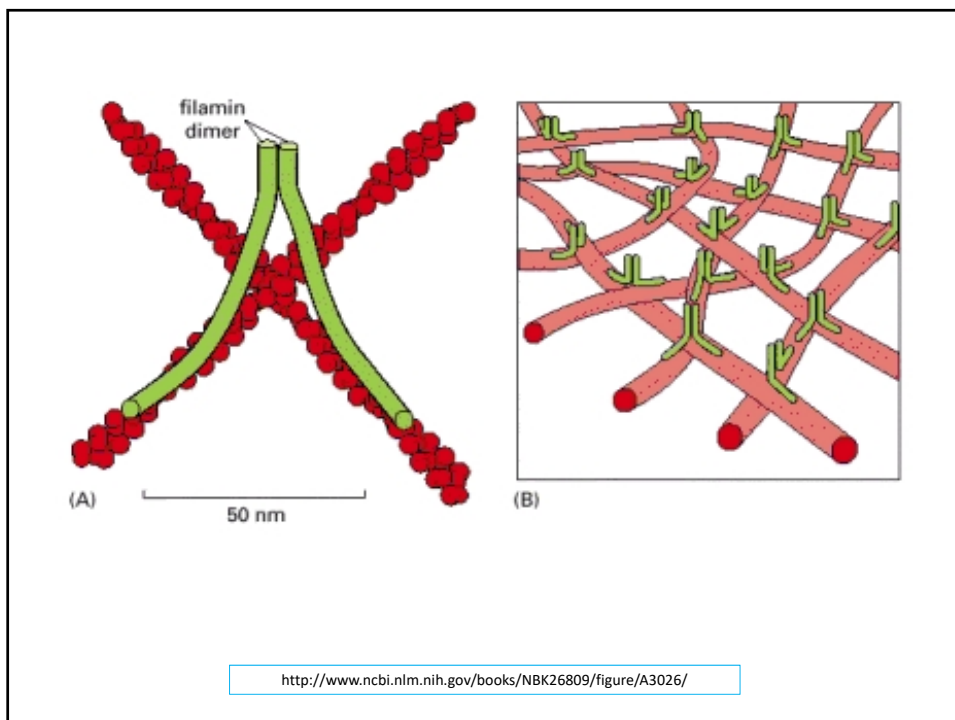 filamin
dimer
(A)
50 nm
(B)
http://www.ncbi.nlm.nih.gov/books/NBK26809/figure/A3026/